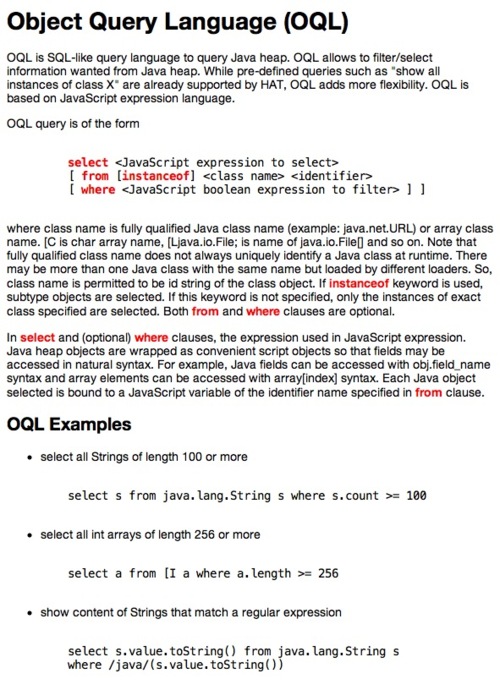 Object Query Language (OQL)
OQL is SQL-like query language to query Java heap. OQL allows to filter/select
information wanted from Java heap. While pre-defined queries such as "show all
instances of class X" are already supported by HAT, OQL adds more flexibility. OQL is
based on JavaScript expression language.
OQL query is of the form
select <JavaScript expression to select>
[ from [instanceof] <class name> <identifier>
[ where <JavaScript boolean expression to filter> ] ]
where class name is fully qualified Java class name (example: java.net.URL) or array class
name. [C is char array name, [Ljava.io.File; is name of java.io.File[] and so on. Note that
fully qualified class name does not always uniquely identify a Java class at runtime. There
may be more than one Java class with the same name but loaded by different loaders. So,
class name is permitted to be id string of the class object. If instanceof keyword is used,
subtype objects are selected. If this keyword is not specified, only the instances of exact
class specified are selected. Both from and where clauses are optional.
In select and (optional) where clauses, the expression used in JavaScript expression.
Java heap objects are wrapped as convenient script objects so that fields may be
accessed in natural syntax. For example, Java fields can be accessed with obj.field_name
syntax and array elements can be accessed with array[index] syntax. Each Java object
selected is bound to a JavaScript variable of the identifier name specified in from clause.
OQL Examples
• select all Strings of length 100 or more
select s from java.lang.String s where s.count >= 100
• select all int arrays of length 256 or more
select a from [I a where a.length >= 256
• show content of Strings that match a regular expression
select s.value.toString() from java.lang.String s
where /java/(s.value.toString())